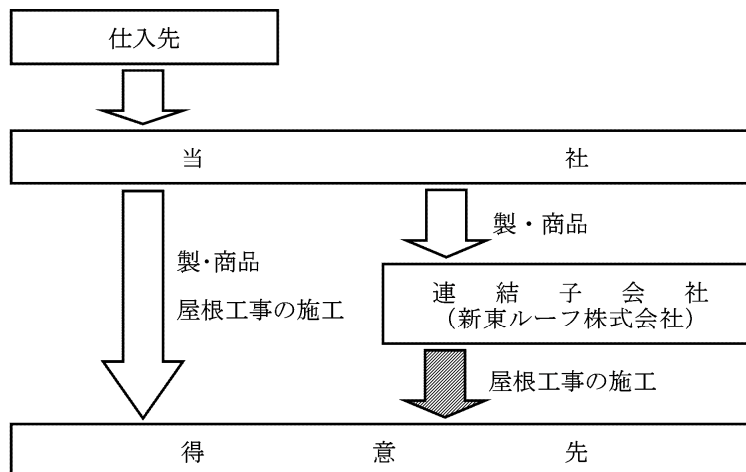 仕入先
当社
製・商品
製・商品
屋根工事の施工
連結子会社
(新東ルーフ株式会社)
屋根工事の施工
得意先